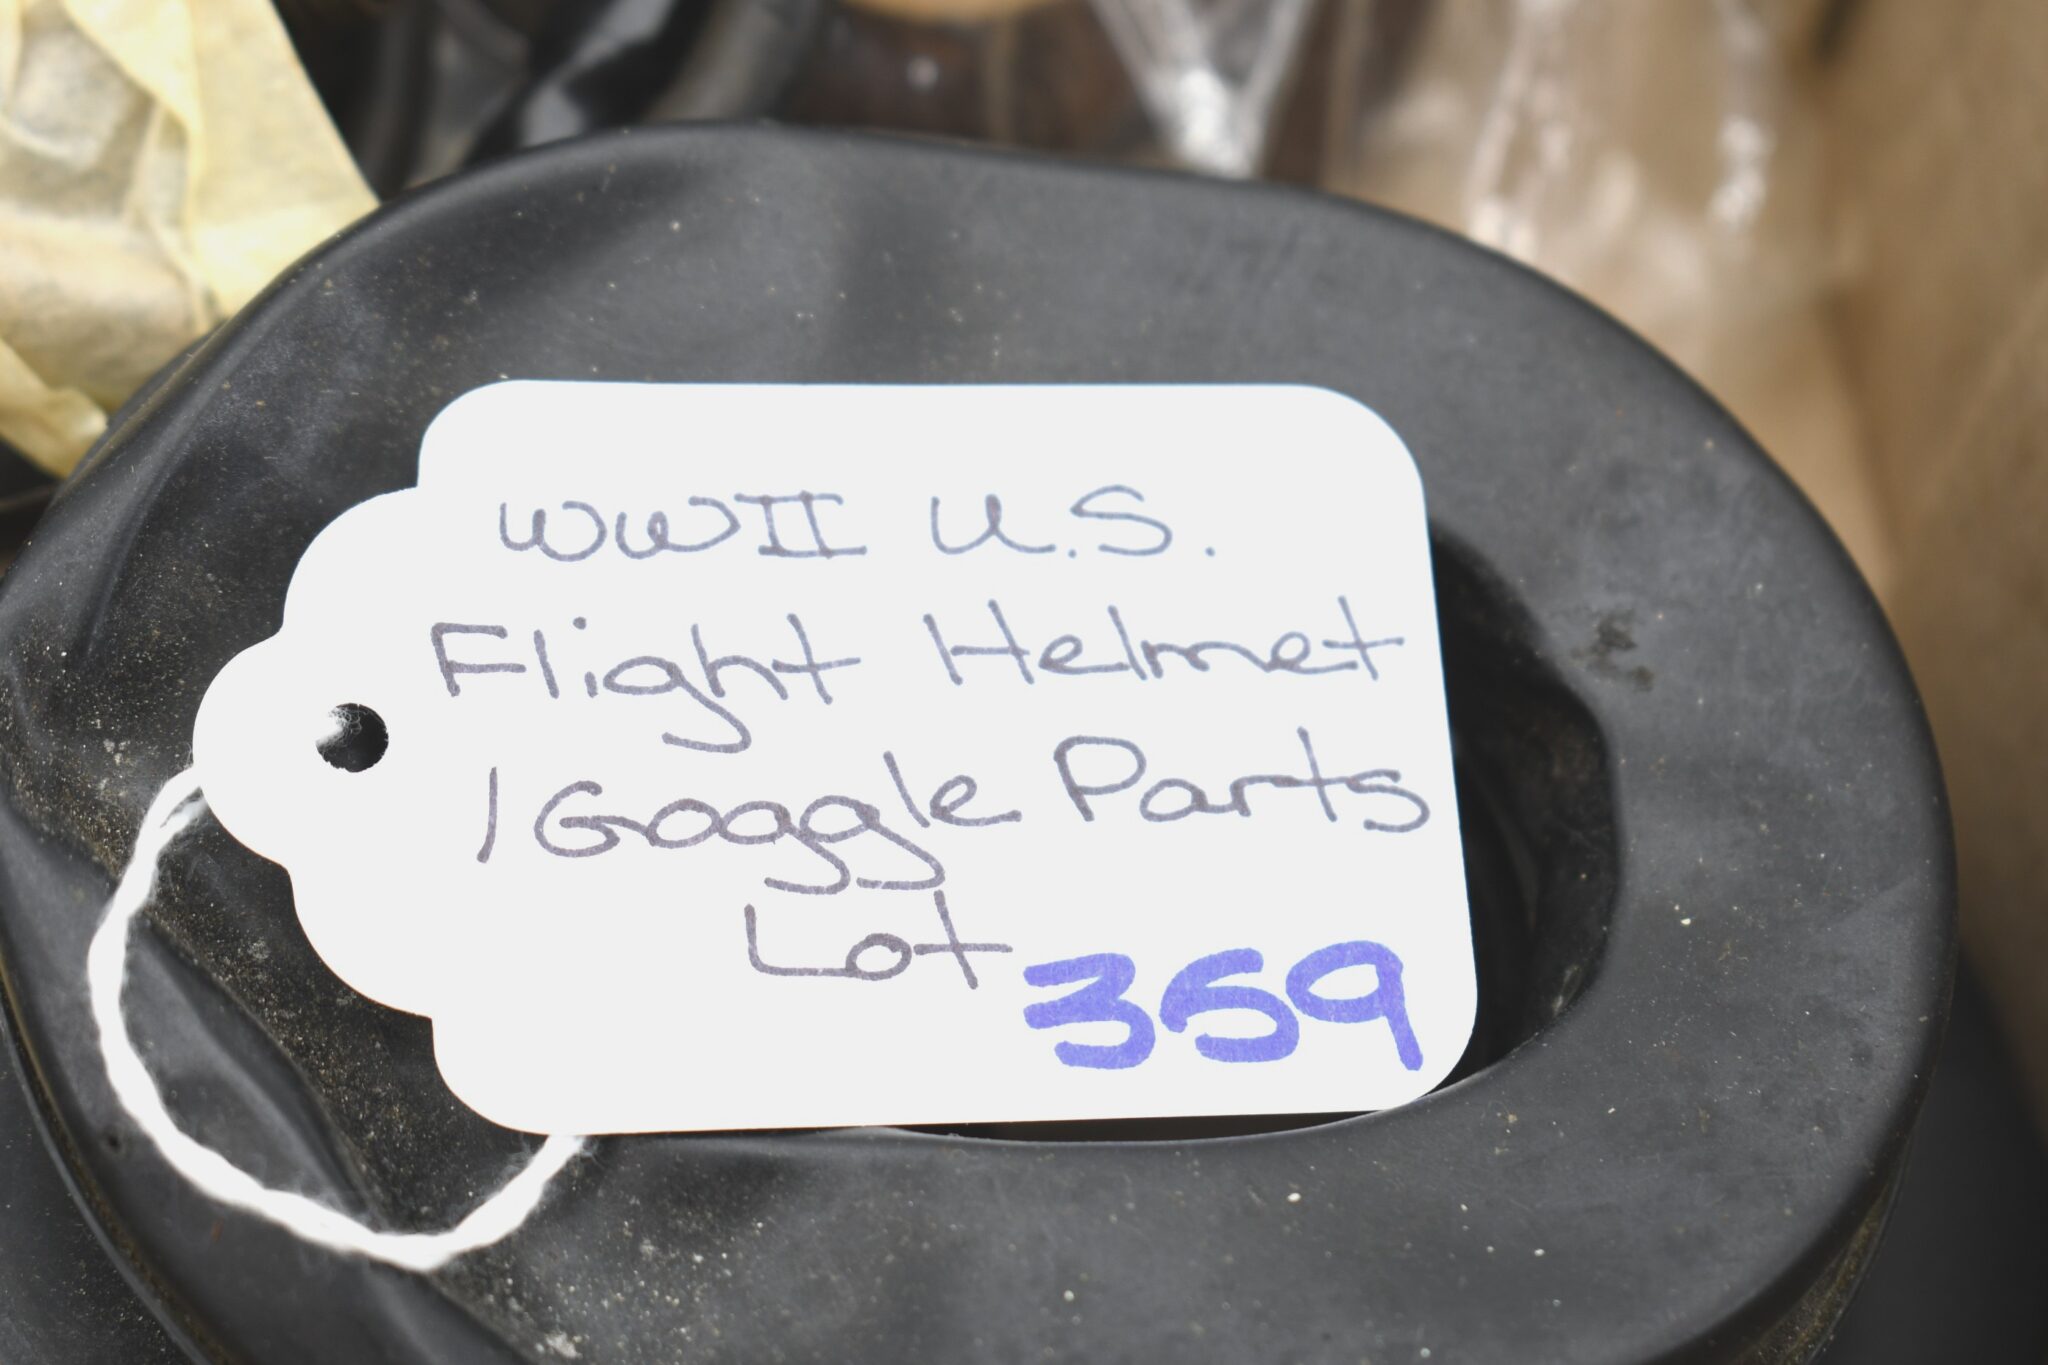 WWII U.S.
Flight Helmet
/Goggle Parts
Lot
359